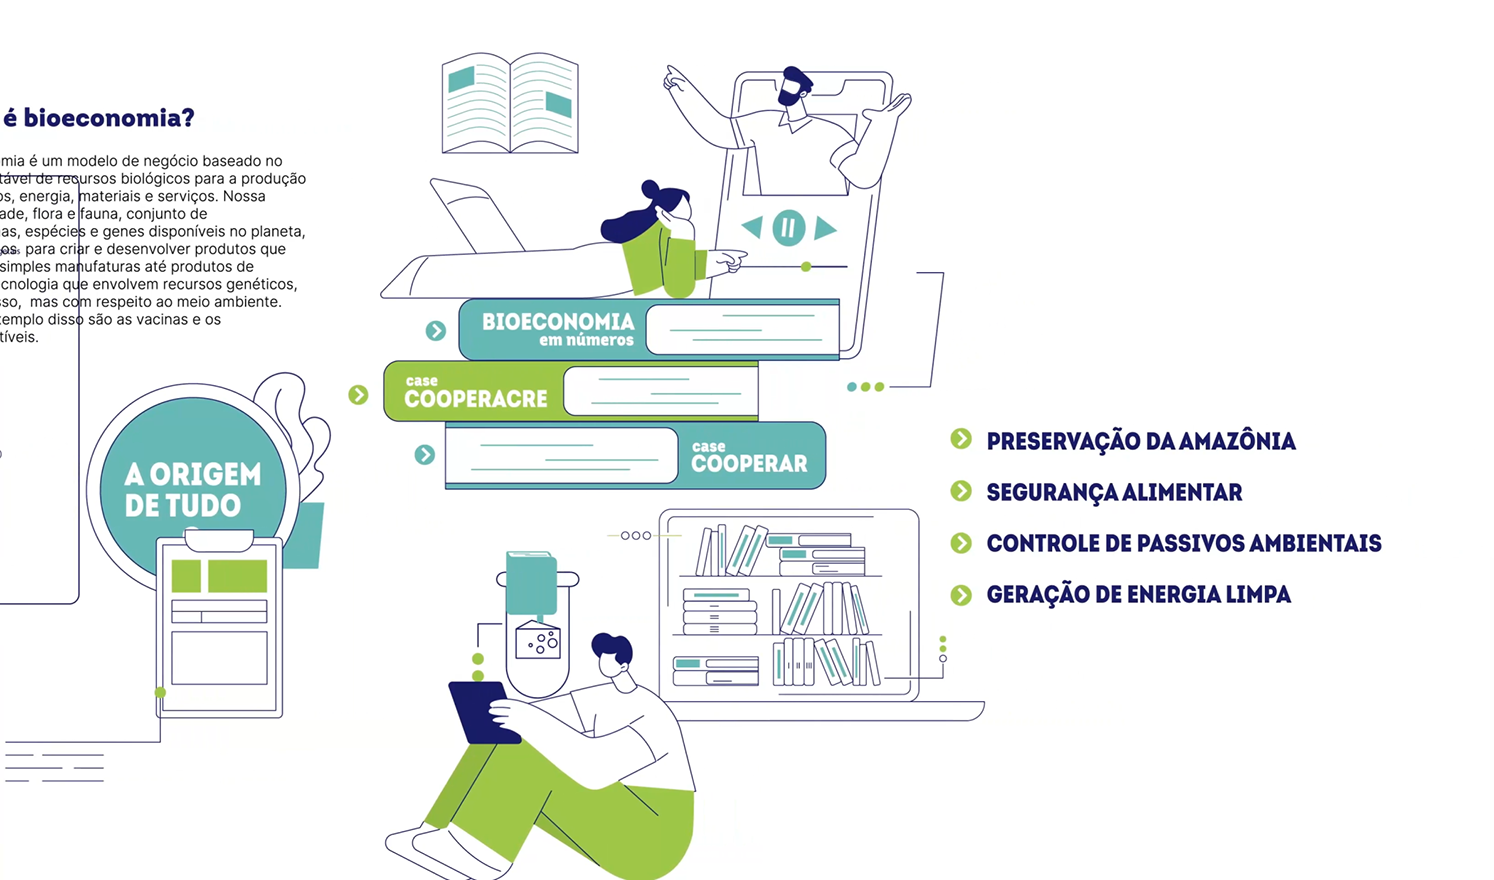 é bioeconomia?
mia é um modelo de negócio baseado no
tável de recursos biológicos para a produção
os, energia, materiais e serviços. Nossa
ade, flora e fauna, conjunto de
as, espécies e genes disponíveis no planeta,
os para criar e desenvolver produtos que
simples manufaturas até produtos de
cnologia que envolvem recursos genéticos,
sso, mas com respeito ao meio ambiente.
emplo disso são as vacinas e os
tíveis.
A ORIGEM
DE TUDO
BIOECONOMIA
em números
case
COOPERACRE
case
COOPERAR
PRESERVAÇÃO DA AMAZÔNIA
SEGURANÇA ALIMENTAR
CONTROLE DE PASSIVOS AMBIENTAIS
GERAÇÃO DE ENERGIA LIMPA